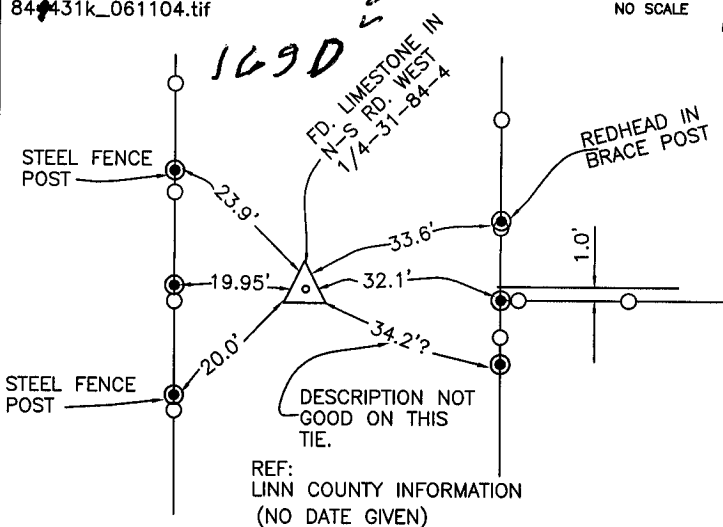 84431k_061104.tif
NO SCALE
169D
FD. LIMESTONE IN
N-S RD. WEST
1/4-31-84-4
REDHEAD IN
BRACE POST
STEEL FENCE
POST
23.9'
33.6'
1.0'
19.95'
32.1'
20.0'
34.2'?
STEEL FENCE
POST
DESCRIPTION NOT
GOOD ON THIS
TIE.
REF:
LINN COUNTY INFORMATION
(NO DATE GIVEN)